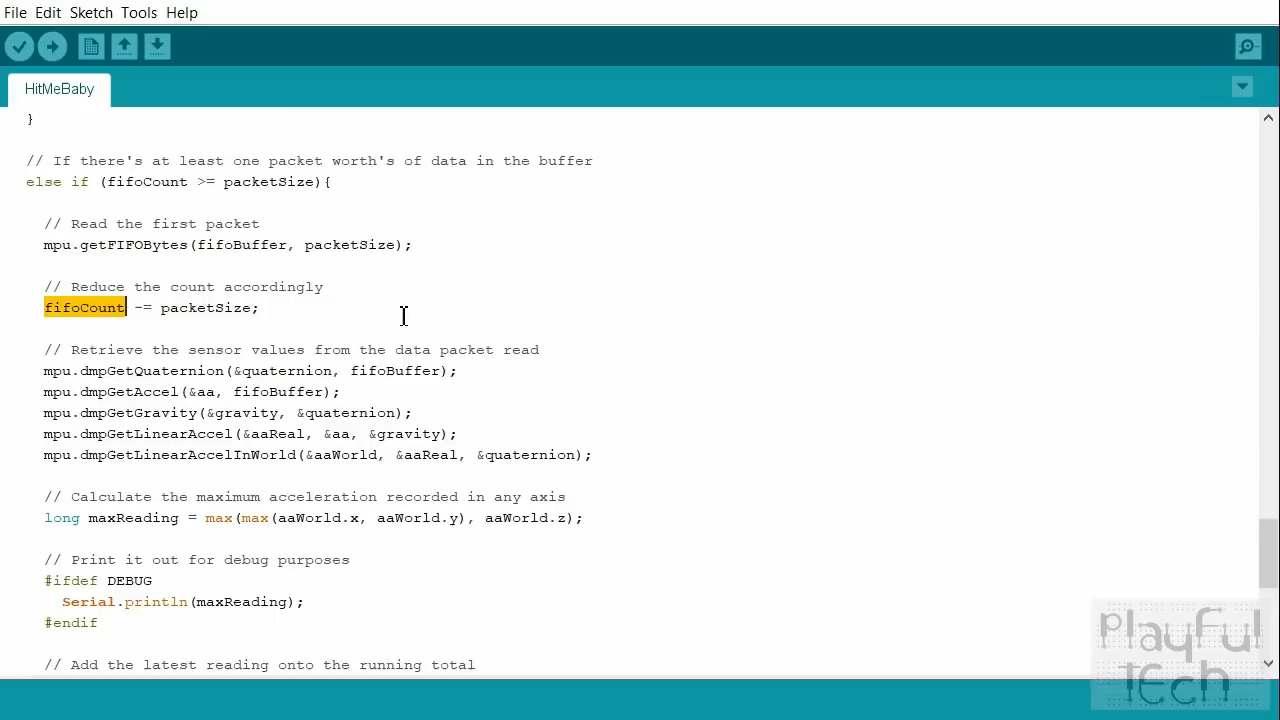 File Edit Sketch Tools Help
HitMeBaby
}
// If there's at least one packet worth's of data in the buffer
else if (fifoCount >= packetSize){
// Read the first packet
mpu.getFIFOBytes(fifoBuffer, packetSize);
// Reduce the count accordingly
fifoCount -= packetSize;
// Retrieve the sensor values from the data packet read
mpu.dmpGetQuaternion(&quaternion, fifoBuffer);
mpu.dmpGetAccel(&aa, fifoBuffer);
mpu.dmpGetGravity(&gravity, &quaternion);
mpu.dmpGetLinearAccel(&aaReal, &aa, &gravity);
mpu.dmpGetLinearAccelInWorld(&aaWorld, &aaReal, &quaternion);
// Calculate the maximum acceleration recorded in any axis
long maxReading = max(max(aaWorld.x, aaWorld.y), aaWorld.z);
// Print it out for debug purposes
#ifdef DEBUG
Serial.println(maxReading);
#endif
// Add the latest reading onto the running total
Playful
tEch